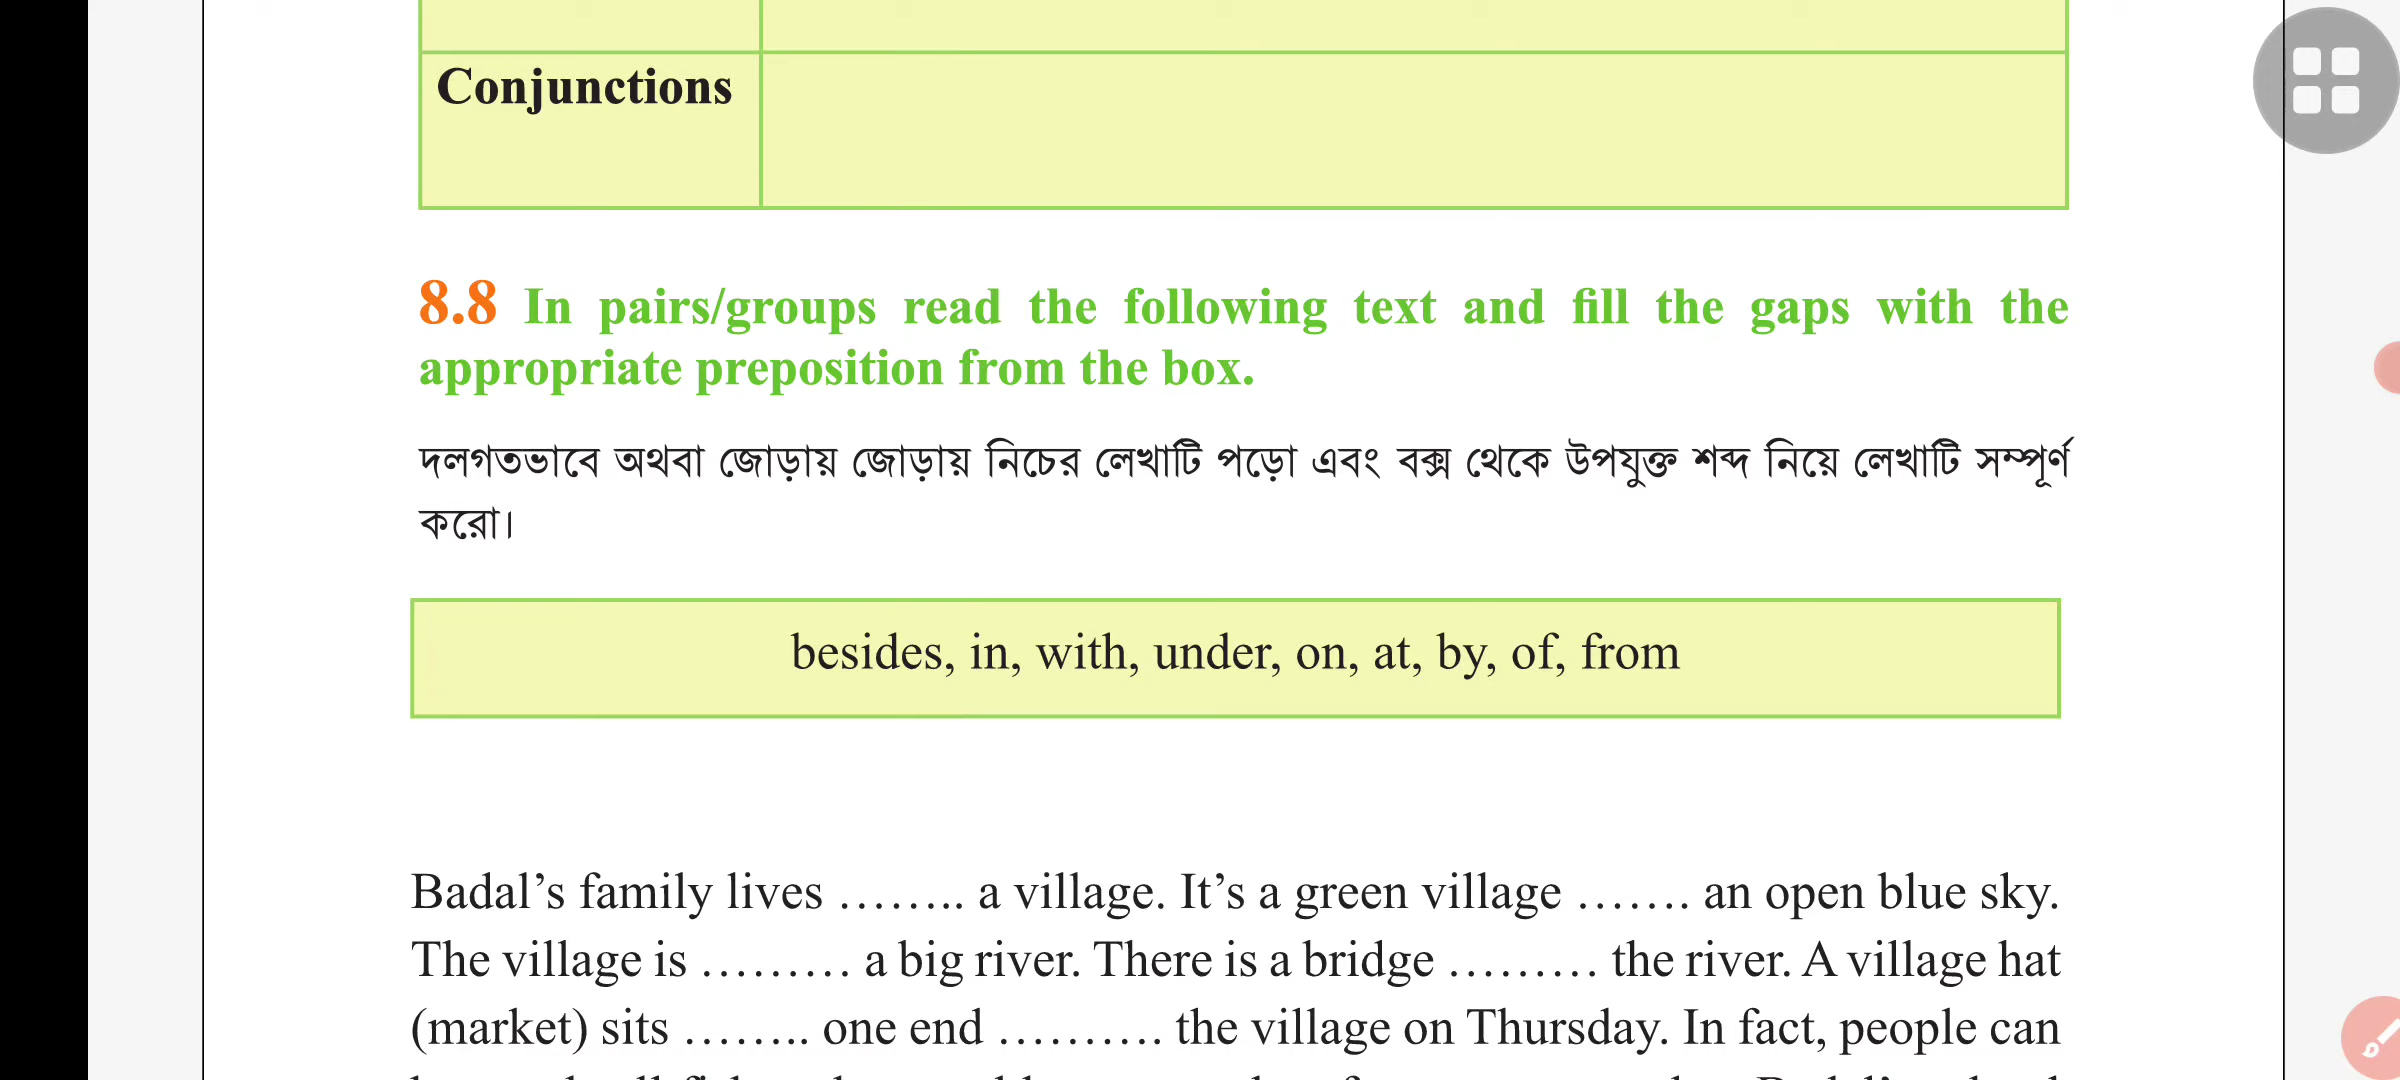 Conjunctions
8.8 In pairs/groups read the following text and fill the gaps with the
appropriate preposition from the box.
দলগতভাবে অথবা জোড়ায় জোড়ায় নিচের লেখাটি পড়ো এবং বক্স থেকে উপযুক্ত শব্দ নিয়ে লেখাটি সম্পূর্ণ
করো।
besides, in, with, under, on, at, by, of, from
Badal’s family lives …….. a village. It’s a green village ……. an open blue sky.
The village is ……… a big river. There is a bridge ……… the river. A village hat
(market) sits …….. one end ………. the village on Thursday. In fact, people can